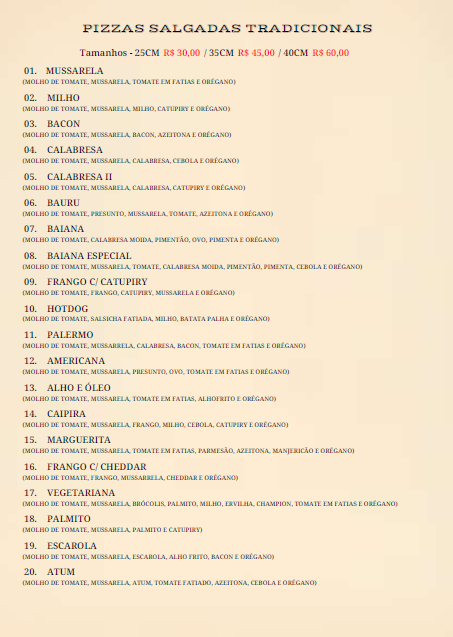 PIZZAS SALGADAS TRADICIONAIS
Tamanhos - 25CM R$ 30,00 / 35CM R$ 45,00 / 40CM R$ 60,00
01. MUSSARELA
(MOLHO DE TOMATE, MUSSARELA, TOMATE EM FATIAS E ORÉGANO)
02. MILHO
(MOLHO DE TOMATE, MUSSARELA, MILHO, CATUPIRY E ORÉGANO)
03. BACON
(MOLHO DE TOMATE, MUSSARELA, BACON, AZEITONA E ORÉGANO)
04. CALABRESA
(MOLHO DE TOMATE, MUSSARELA, CALABRESA, CEBOLA E ORÉGANO)
05. CALABRESA II
(MOLHO DE TOMATE, MUSSARELA, CALABRESA, CATUPIRY E ORÉGANO)
06. BAURU
(MOLHO DE TOMATE, PRESUNTO, MUSSARELA, TOMATE, AZEITONA E ORÉGANO)
07. BAIANA
(MOLHO DE TOMATE, CALABRESA MOIDA, PIMENTÃO, OVO, PIMENTA E ORÉGANO)
08. BAIANA ESPECIAL
(MOLHO DE TOMATE, MUSSARELA, TOMATE, CALABRESA MOIDA, PIMENTÃO, PIMENTA, CEBOLA E ORÉGANO)
09. FRANGO C/ CATUPIRY
(MOLHO DE TOMATE, FRANGO, CATUPIRY, MUSSARELA E ORÉGANO)
10. HOTDOG
(MOLHO DE TOMATE, SALSICHA FATIADA, MILHO, BATATA PALHA E ORÉGANO)
11. PALERMO
(MOLHO DE TOMATE, MUSSARRELA, CALABRESA, BACON, TOMATE EM FATIAS E ORÉGANO)
12. AMERICANA
(MOLHO DE TOMATE, MUSSARELA, PRESUNTO, OVO, TOMATE EM FATIAS E ORÉGANO)
13. ALHO E ÓLEO
(MOLHO DE TOMATE, MUSSARELA, TOMATE EM FATIAS, ALHOFRITO E ORÉGANO)
14. CAIPIRA
(MOLHO DE TOMATE, MUSSARELA, FRANGO, MILHO, CEBOLA, CATUPIRY E ORÉGANO)
15. MARGUERITA
(MOLHO DE TOMATE, MUSSARELA, TOMATE EM FATIAS, PARMESÃO, AZEITONA, MANJERICÃO E ORÉGANO)
16. FRANGO C/ CHEDDAR
(MOLHO DE TOMATE, FRANGO, MUSSARRELA, CHEDDAR E ORÉGANO)
17. VEGETARIANA
(MOLHO DE TOMATE, MUSSARELA, BRÓCOLIS, PALMITO, MILHO, ERVILHA, CHAMPION, TOMATE EM FATIAS E ORÉGANO)
18. PALMITO
(MOLHO DE TOMATE, MUSSARELA, PALMITO E CATUPIRY)
19. ESCAROLA
(MOLHO DE TOMATE, MUSSARELA, ESCAROLA, ALHO FRITO, BACON E ORÉGANO)
20. ATUM
(MOLHO DE TOMATE, MUSSARELA, ATUM, TOMATE FATIADO, AZEITONA, CEBOLA E ORÉGANO)